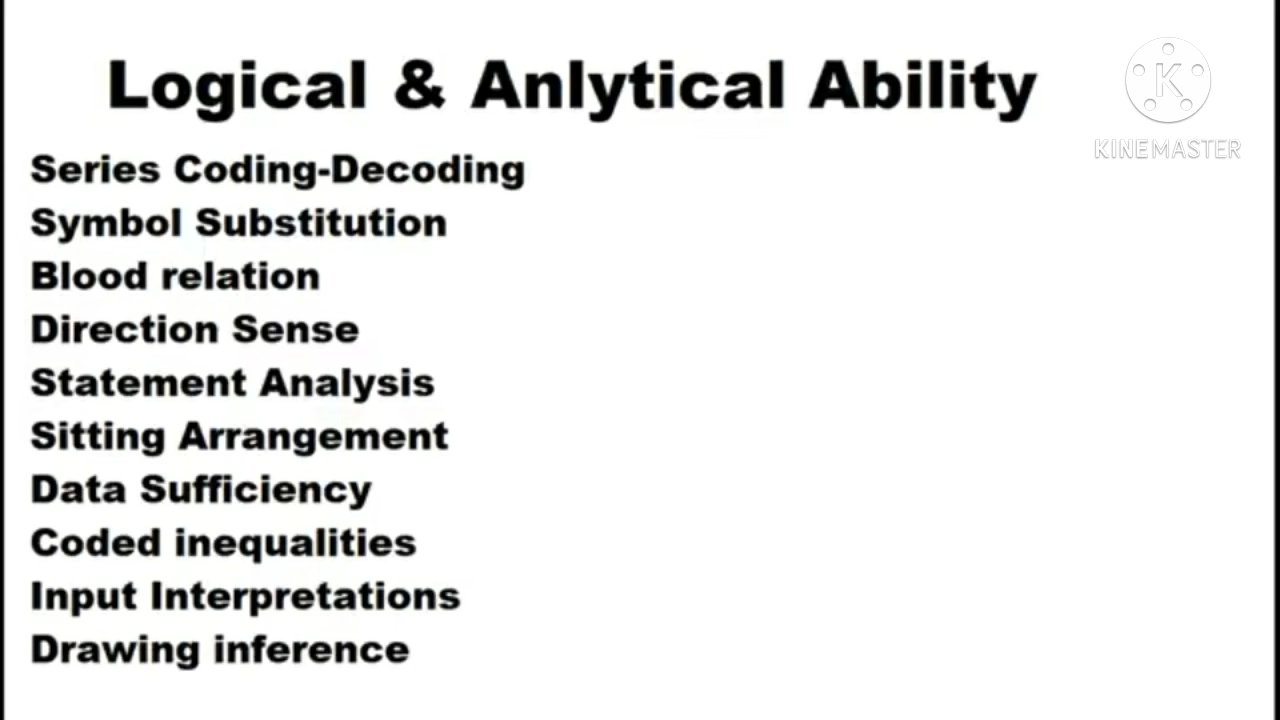 Logical & Anlytical Ability
K
KINEMASTER
Series Coding-Decoding
Symbol Substitution
Blood relation
Direction Sense
Statement Analysis
Sitting Arrangement
Data Sufficiency
Coded inequalities
Input Interpretations
Drawing inference